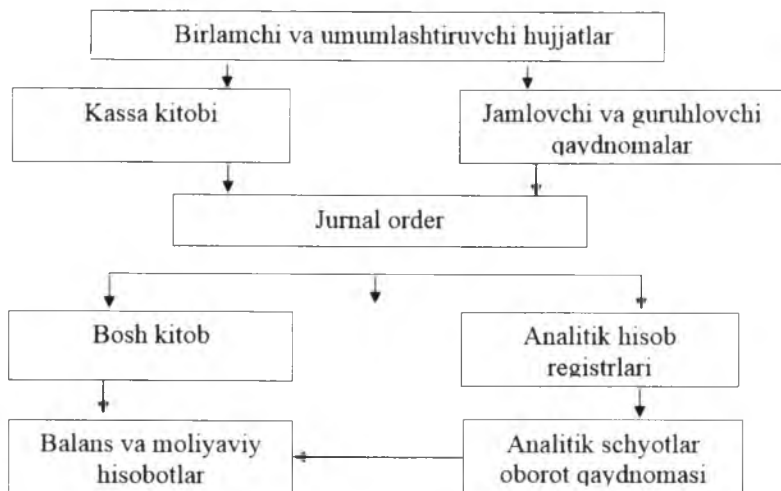 Birlamchi va umumlashtiruvchi hujjatlar
Kassa kitobi
Jamlovchi va guruhlovchi
qaydnomalar
Jurnal order
Bosh kitob
Analitik hisob
registrlari
Balans va moliyaviy
hisobotlar
Analitik schyotlar
oborot qaydnomasi